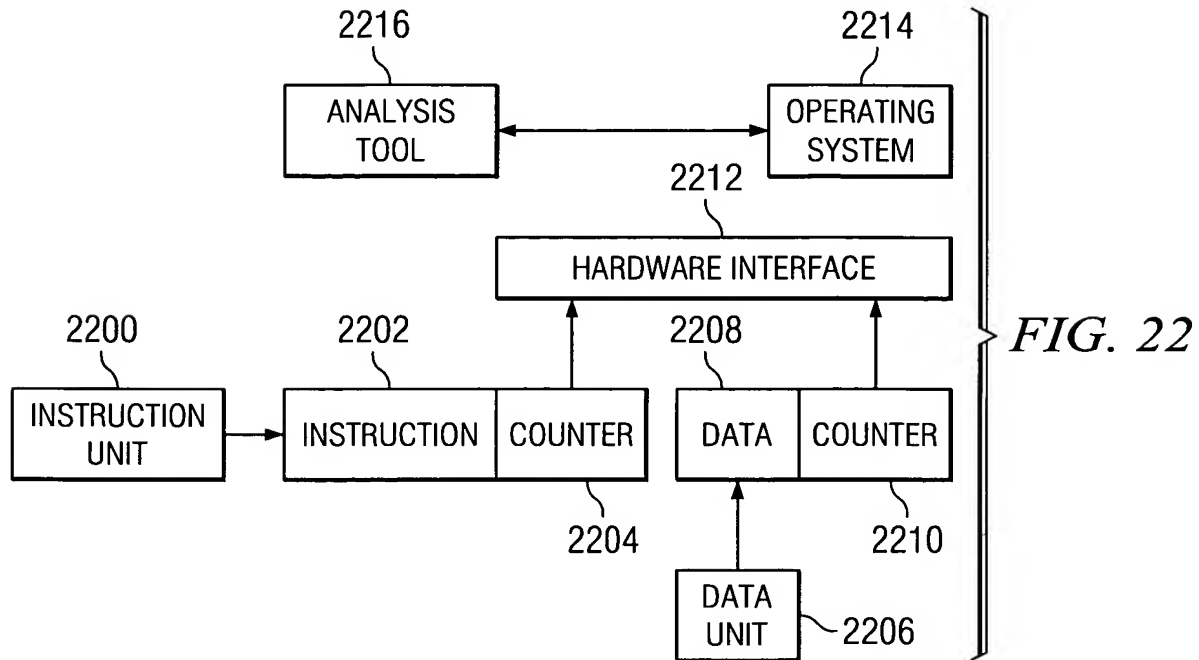 2216
2214
ANALYSIS
TOOL
OPERATING
SYSTEM
2212
HARDWARE INTERFACE
2200
2202
2208
INSTRUCTION
UNIT
INSTRUCTION
COUNTER
DATA
COUNTER
FIG. 22
2204
2210
DATA
UNIT
2206